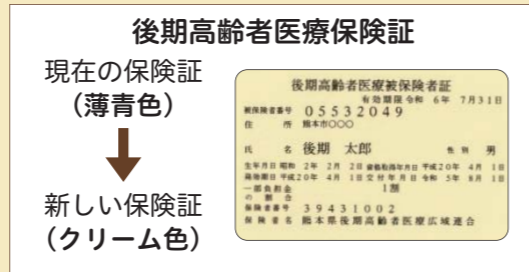 後期高齢者医療保険証
現在の保険証
(薄青色)
新しい保険証
(クリーム色)
後期高齢者医療被保険者証
有効期限 令和 6年 7月31日
被保険者番号 05532049
住所 熊本市○○○
氏名 後期 太郎 性別 男
生年月日 昭和 2年 2月 2日 資格取得年月日 平成20年 4月 1日
発効期日 平成20年 4月 1日 交付年月日 令和 5年 8月 1日
一部負担金の割合 1割
保険者番号 39431002
保険者名 熊本県後期高齢者医療広域連合